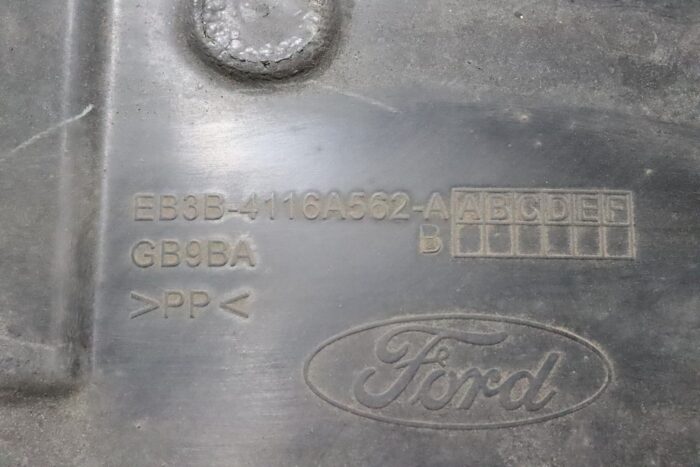 EB3B-4116A562-A ABCDEF
GB9BA B
>PP<
Ford